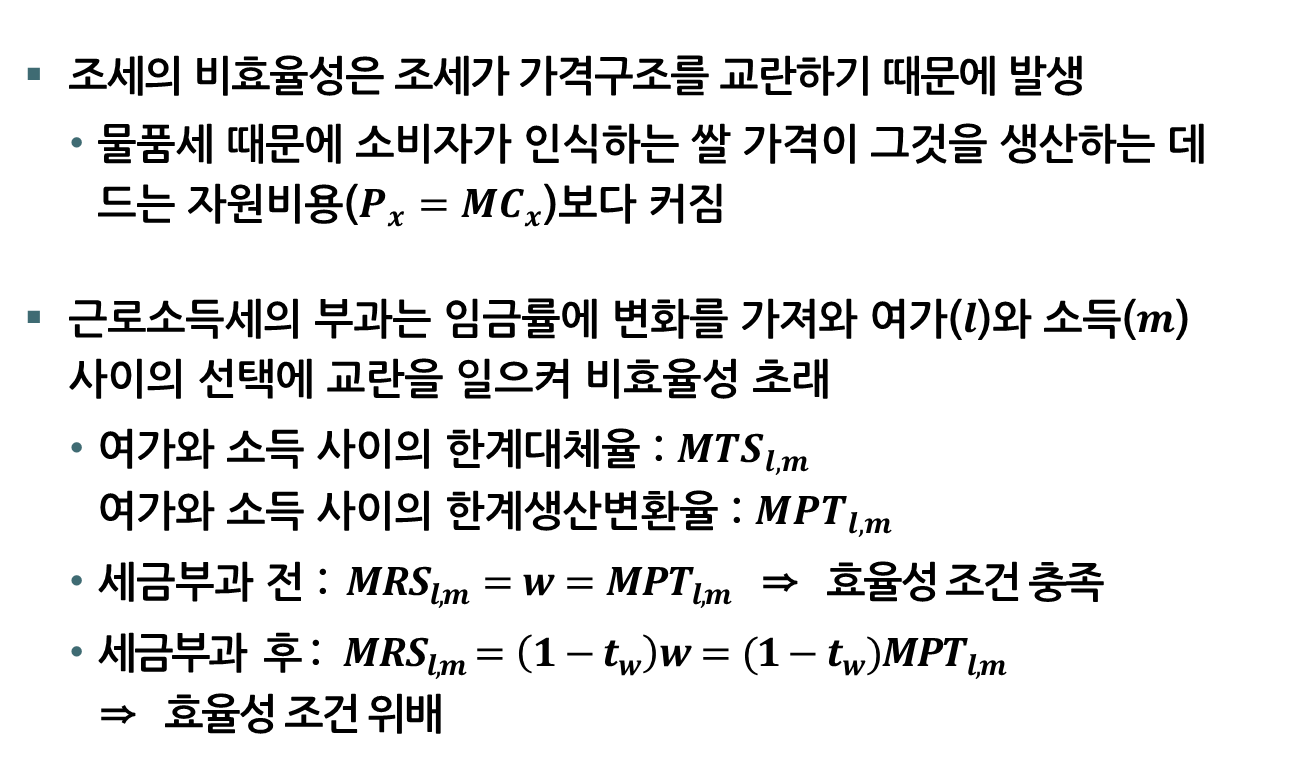 ▪ 조세의 비효율성은 조세가 가격구조를 교란하기 때문에 발생
• 물품세 때문에 소비자가 인식하는 쌀 가격이 그것을 생산하는 데
드는 자원비용(Pₓ = MCₓ)보다 커짐
▪ 근로소득세의 부과는 임금률에 변화를 가져와 여가(l)와 소득(m)
사이의 선택에 교란을 일으켜 비효율성 초래
• 여가와 소득 사이의 한계대체율 : MTS_{l,m}
여가와 소득 사이의 한계생산변환율 : MPT_{l,m}
• 세금부과 전 : MRS_{l,m} = w = MPT_{l,m} ⇒ 효율성 조건 충족
• 세금부과 후 : MRS_{l,m} = (1 − t_w)w = (1 − t_w)MPT_{l,m}
⇒ 효율성 조건 위배